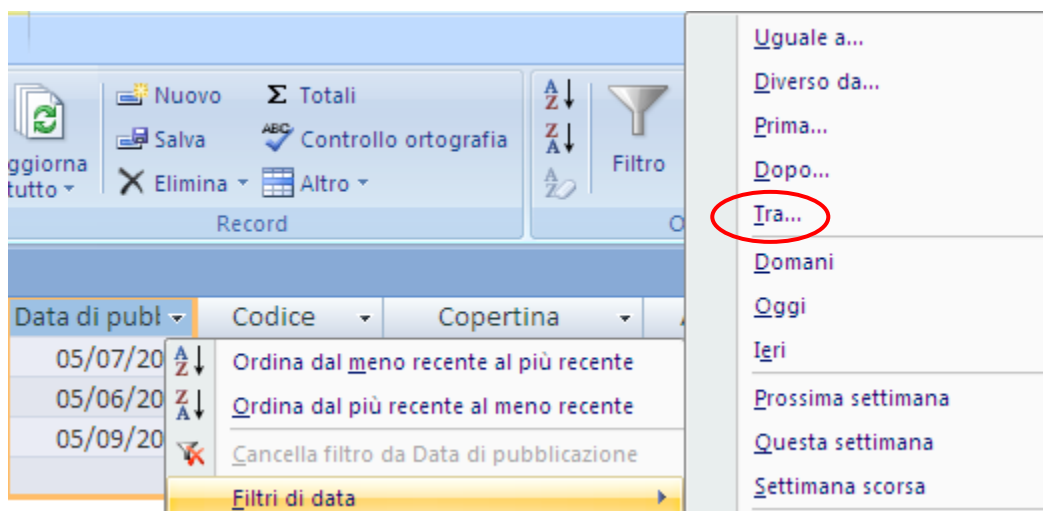 Nuovo Σ Totali
Salva ABC Controllo ortografia
ggiorna
tutto
Elimina Altro
Filtro
Record
O
Data di publ Codice Copertina
05/07/20
05/06/20
05/09/20
Ordina dal meno recente al più recente
Ordina dal più recente al meno recente
Cancella filtro da Data di pubblicazione
Filtri di data
Uguale a...
Diverso da...
Prima...
Dopo...
Tra...
Domani
Oggi
Ieri
Prossima settimana
Questa settimana
Settimana scorsa